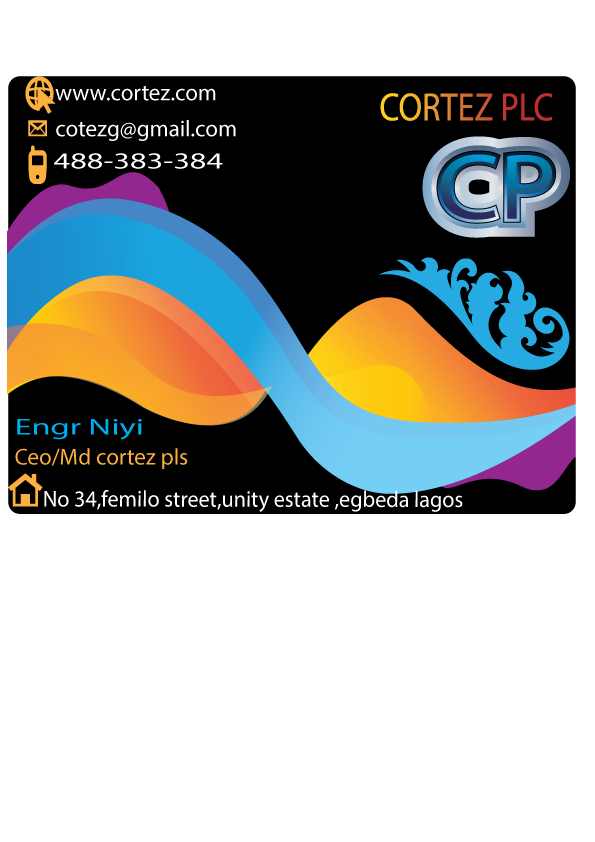 www.cortez.com
cotezg@gmail.com
488-383-384
CORTEZ PLC
CP
Engr Niyi
Ceo/Md cortez pls
No 34,femilo street,unity estate ,egbeda lagos